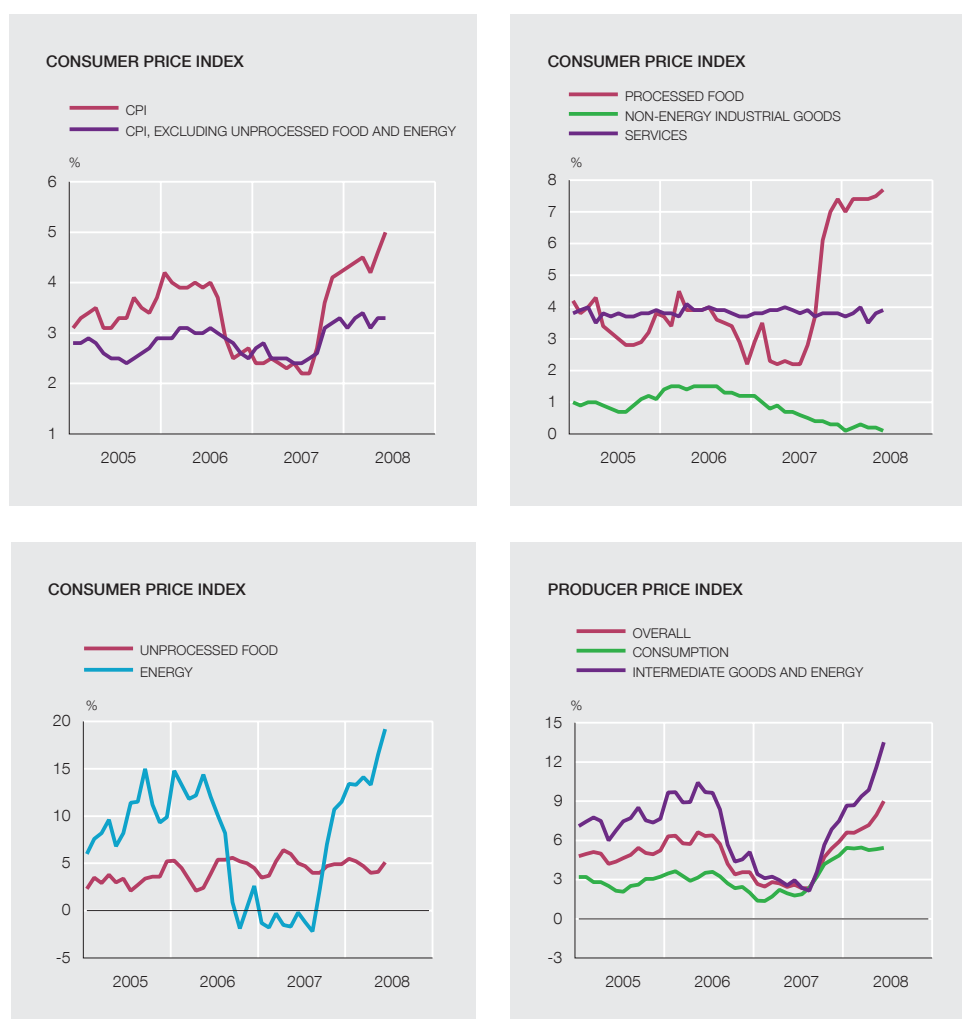 CONSUMER PRICE INDEX
CPI
CPI, EXCLUDING UNPROCESSED FOOD AND ENERGY
%
6
5
4
3
2
1
2005 2006 2007 2008
CONSUMER PRICE INDEX
PROCESSED FOOD
NON-ENERGY INDUSTRIAL GOODS
SERVICES
%
8
7
6
5
4
3
2
1
0
2005 2006 2007 2008
CONSUMER PRICE INDEX
UNPROCESSED FOOD
ENERGY
%
20
15
10
5
0
-5
2005 2006 2007 2008
PRODUCER PRICE INDEX
OVERALL
CONSUMPTION
INTERMEDIATE GOODS AND ENERGY
%
15
12
9
6
3
0
-3
2005 2006 2007 2008